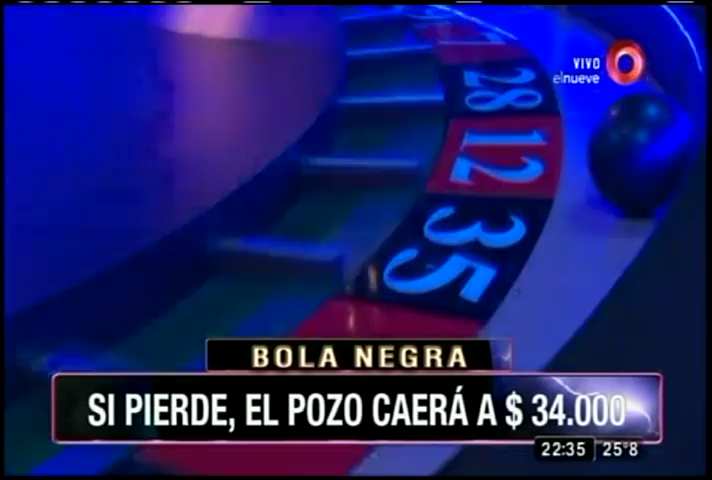 VIVO
elnueve
28
12
35
BOLA NEGRA
SI PIERDE, EL POZO CAERÁ A $ 34.000
22:35 25°8